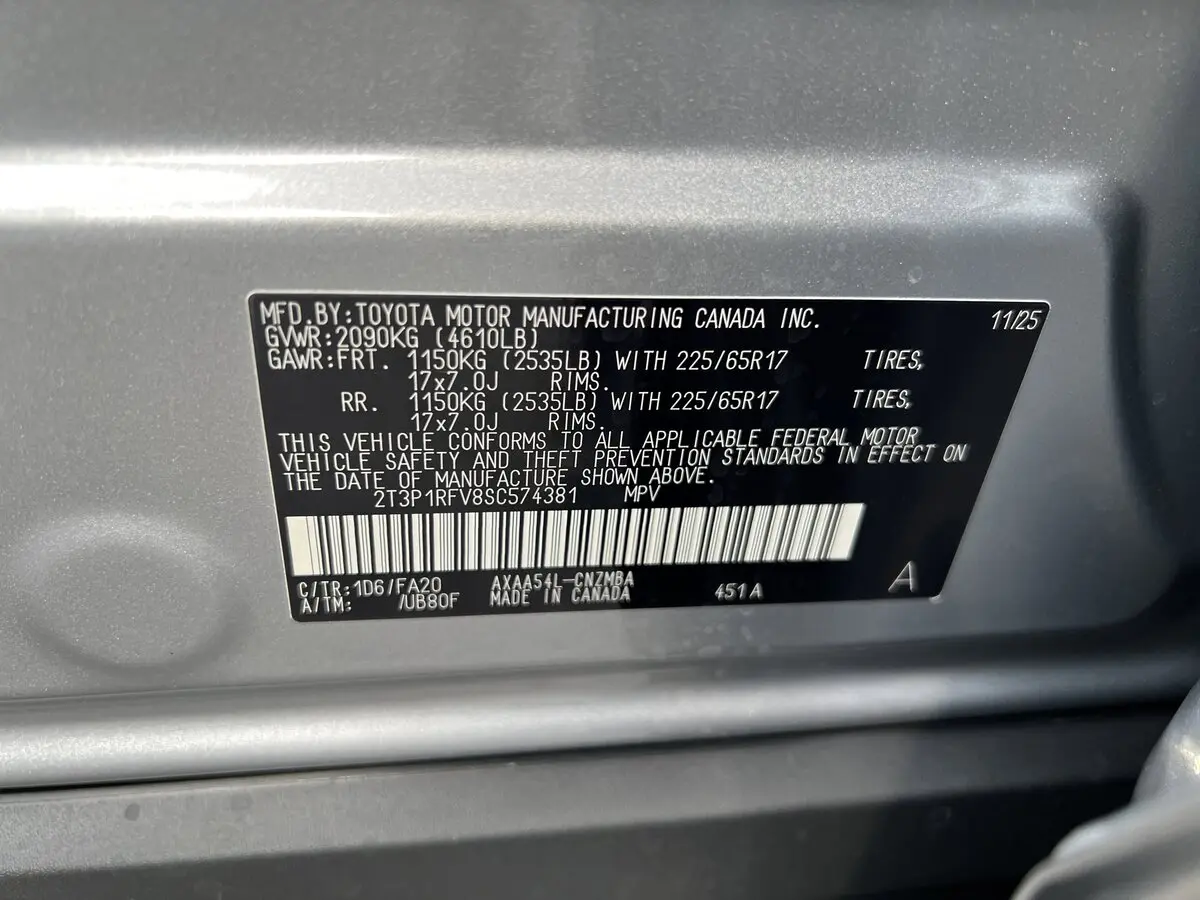 MFD.BY:TOYOTA MOTOR MANUFACTURING CANADA INC. 11/25
GVWR:2090KG (4610LB)
GAWR:FRT. 1150KG (2535LB) WITH 225/65R17 TIRES,
17x7.0J RIMS.
RR. 1150KG (2535LB) WITH 225/65R17 TIRES,
17x7.0J RIMS.
THIS VEHICLE CONFORMS TO ALL APPLICABLE FEDERAL MOTOR
VEHICLE SAFETY AND THEFT PREVENTION STANDARDS IN EFFECT ON
THE DATE OF MANUFACTURE SHOWN ABOVE.
2T3P1RFV8SC574381 MPV
C/TR:1D6/FA20 AXAA54L-CNZMBA 451A A
A/TM: /UB80F MADE IN CANADA